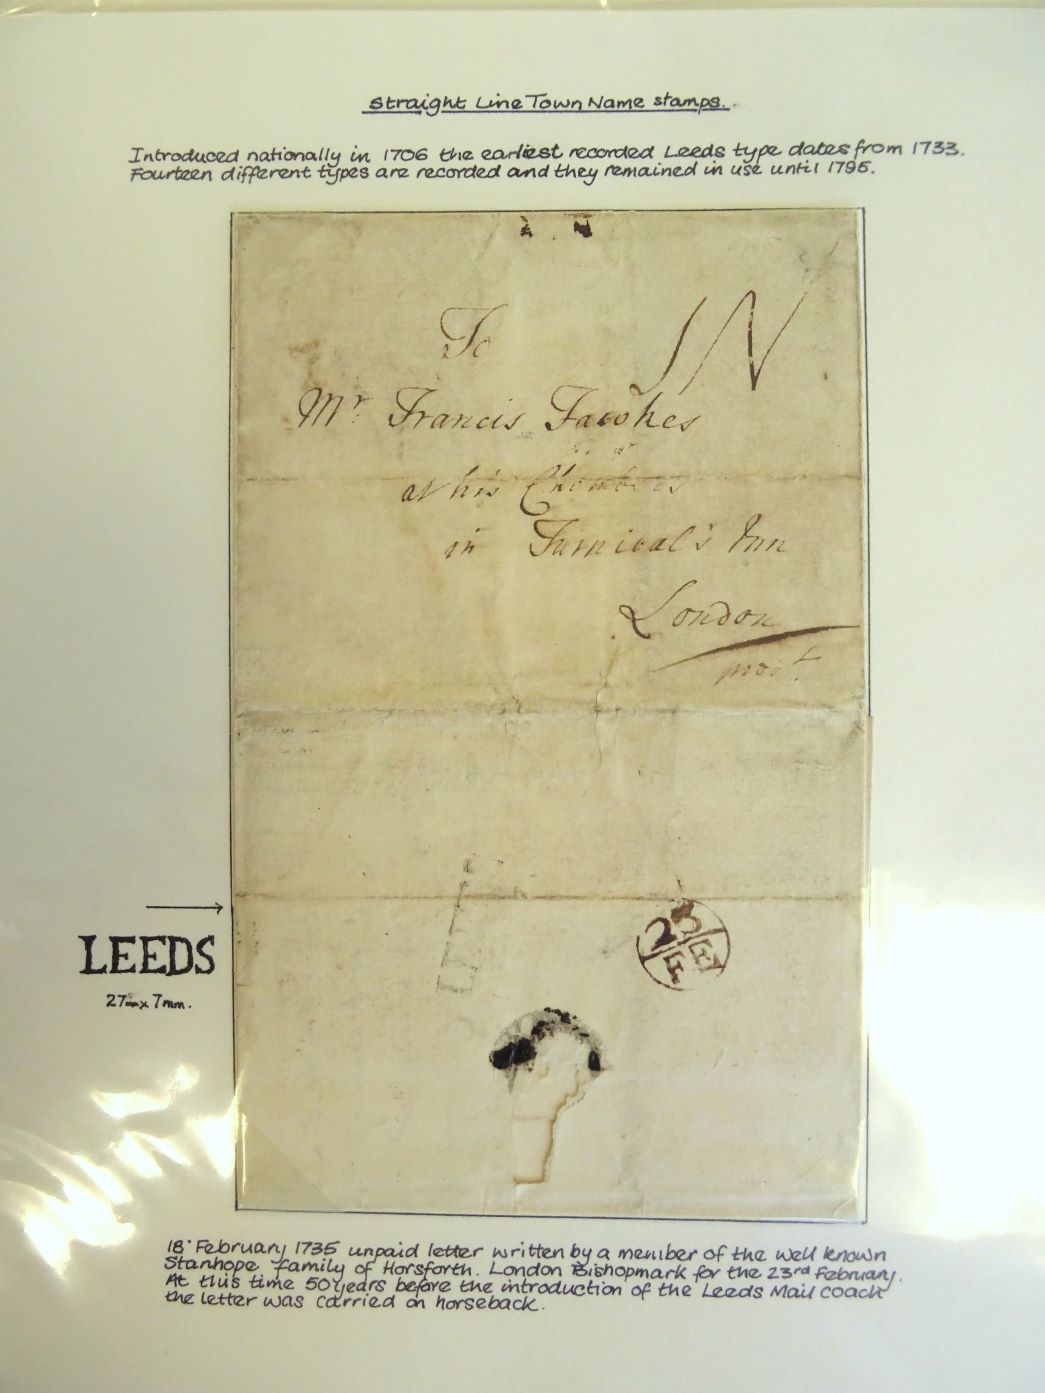 Straight Line Town Name stamps.
Introduced nationally in 1706 the earliest recorded Leeds type dates from 1733.
Fourteen different types are recorded and they remained in use until 1795.
To
Mr Francis Fawkes
at his Chambers
in Furnival's Inn
London
LEEDS
27mm x 7mm.
23
FE
18 February 1735 unpaid letter written by a member of the well known
Stanhope family of Horsforth. London Bishopmark for the 23rd February.
At this time 50 years before the introduction of the Leeds Mail coach
the letter was carried on horseback.